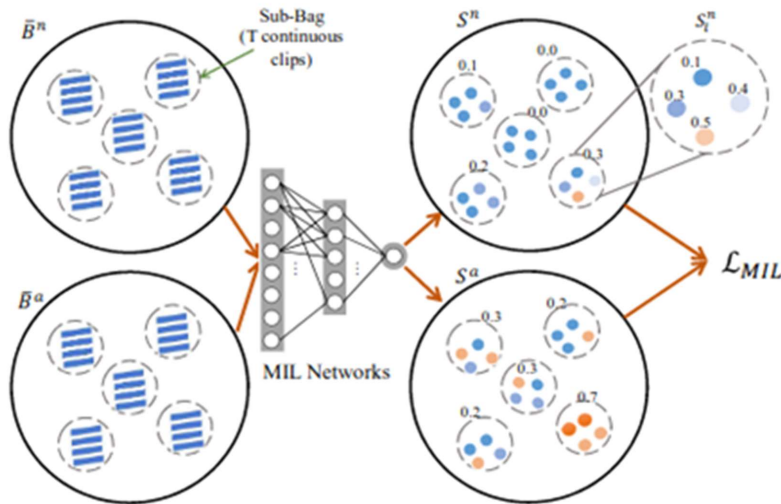 B̄ⁿ
Sub-Bag
(T continuous
clips)
Sⁿ
0.0
0.1
0.0
0.2
0.3
Sₗⁿ
0.1
0.4
0.3
0.5
MIL Networks
ℒ_MIL
B̄ᵃ
Sᵃ
0.3
0.2
0.3
0.2
0.7